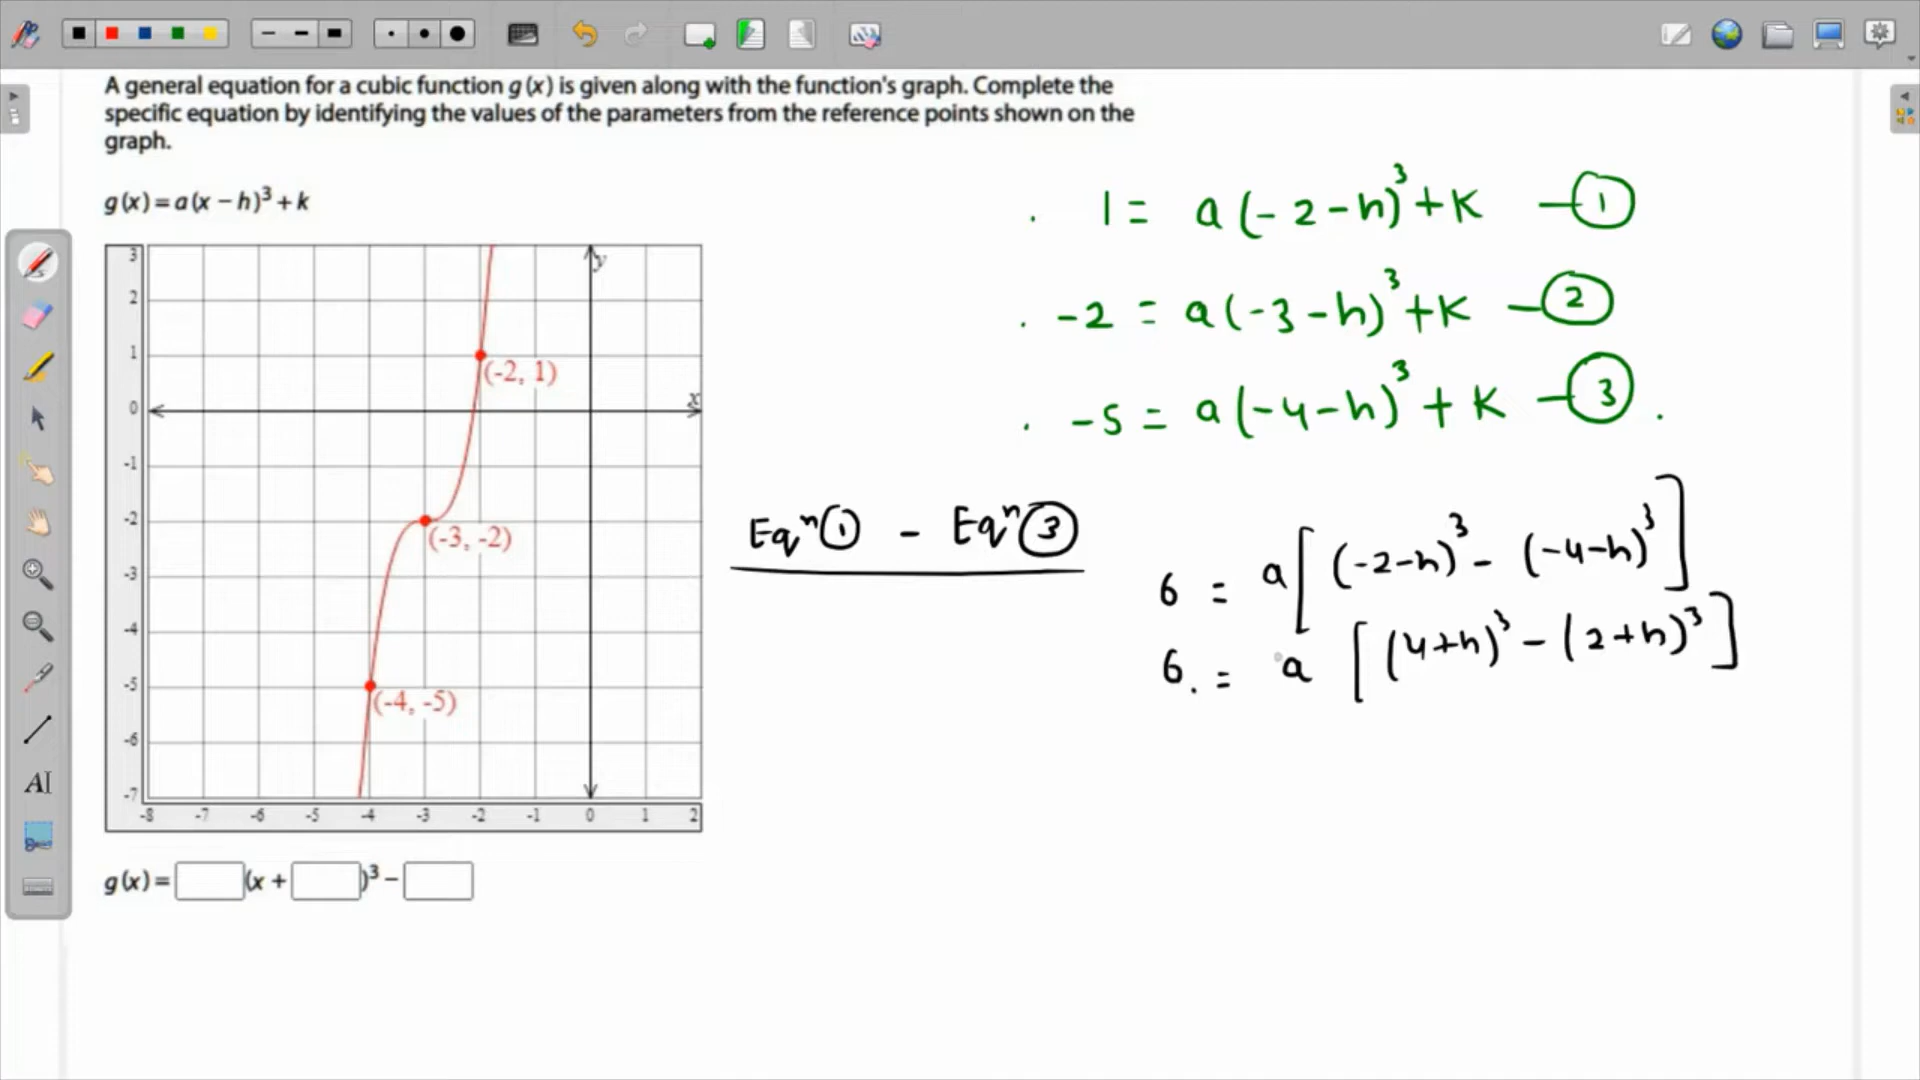 A general equation for a cubic function g (x) is given along with the function's graph. Complete the
specific equation by identifying the values of the parameters from the reference points shown on the
graph.
g(x) = a(x − h)³ + k
1 = a(-2-h)³+K —①
-2 = a(-3-h)³+K —②
-5 = a(-4-h)³+K —③.
3
2
1
0
-1
-2
-3
-4
-5
-6
-7
y
x
(-2, 1)
(-3, -2)
(-4, -5)
-8 -7 -6 -5 -4 -3 -2 -1 0 1 2
Eqⁿ① - Eqⁿ③
6 = a[(-2-h)³ - (-4-h)³]
6. = a [(4+h)³ - (2+h)³]
g(x) = (x + )³ −
AI